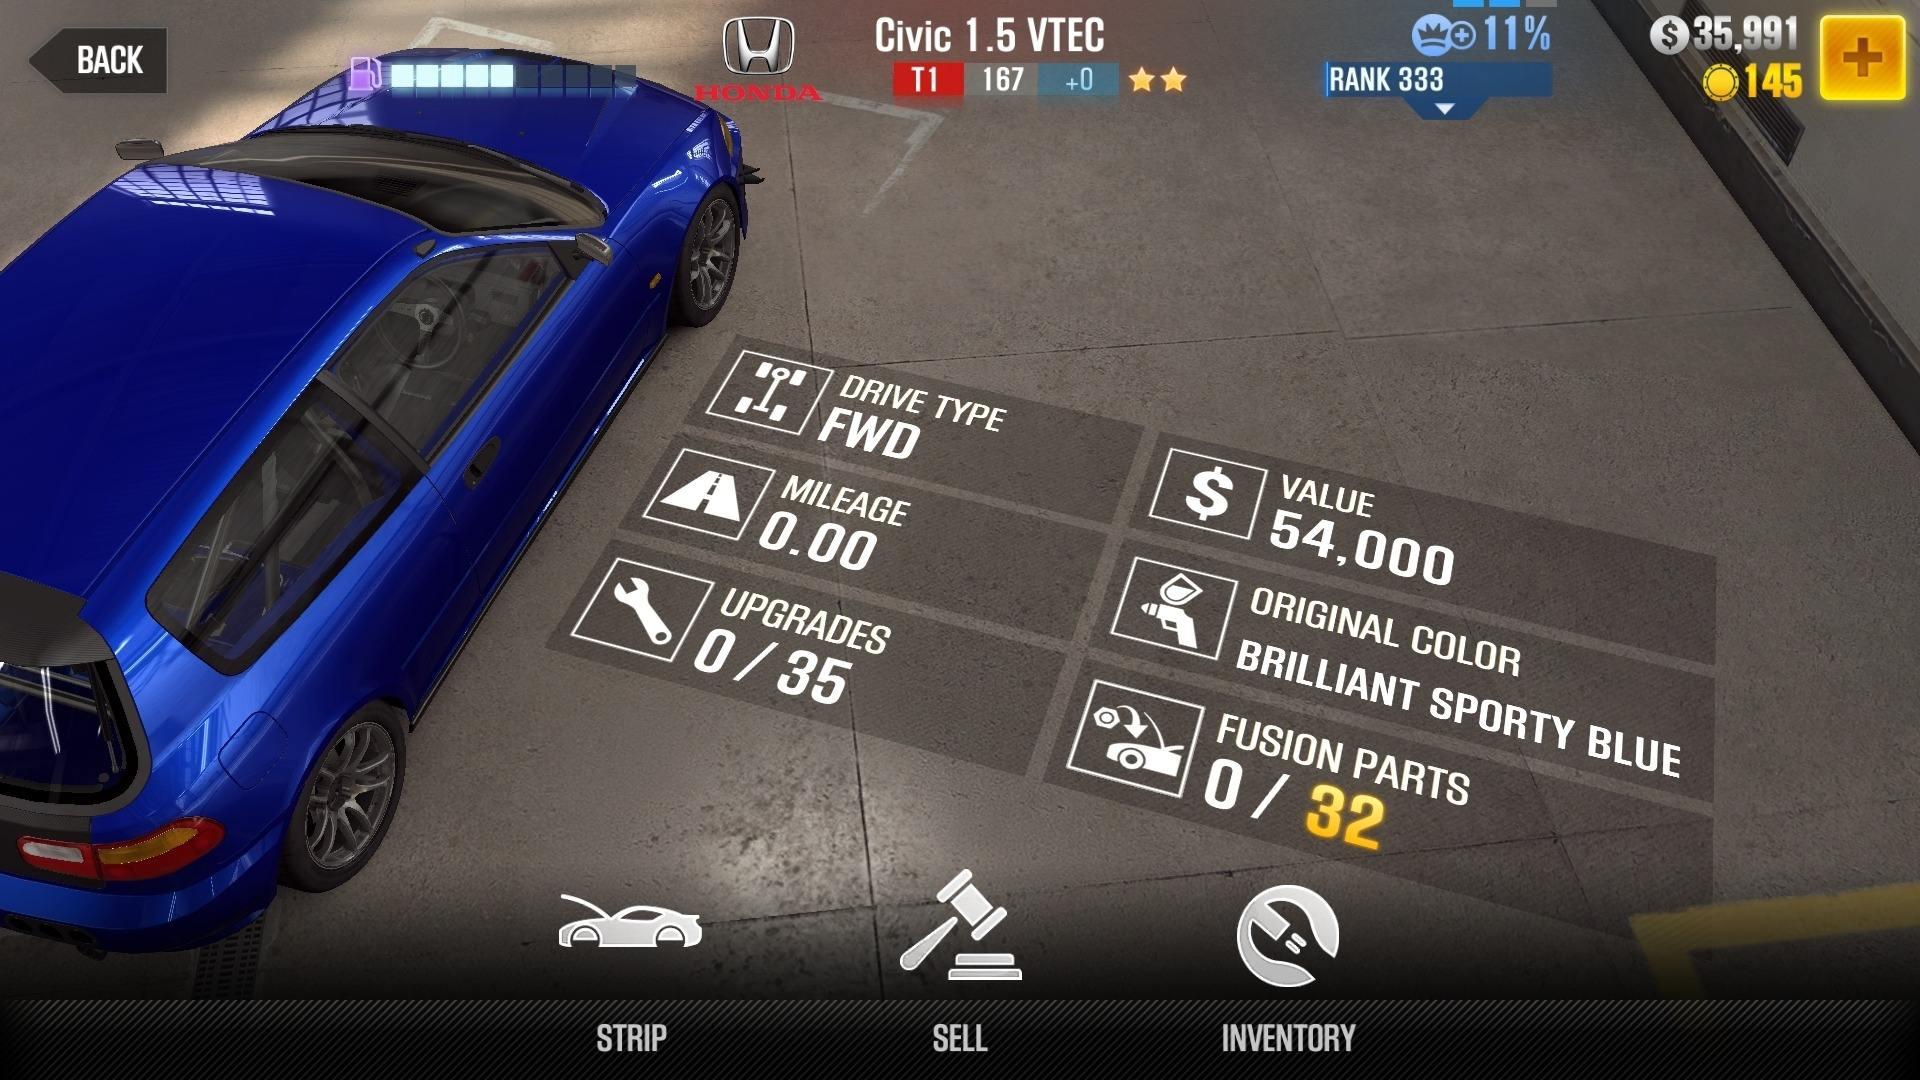 BACK
HONDA
Civic 1.5 VTEC
T1 167 +0
11%
RANK 333
$ 35,991
145
DRIVE TYPE
FWD
MILEAGE
0.00
UPGRADES
0 / 35
$ VALUE
54,000
ORIGINAL COLOR
BRILLIANT SPORTY BLUE
FUSION PARTS
0 / 32
STRIP
SELL
INVENTORY